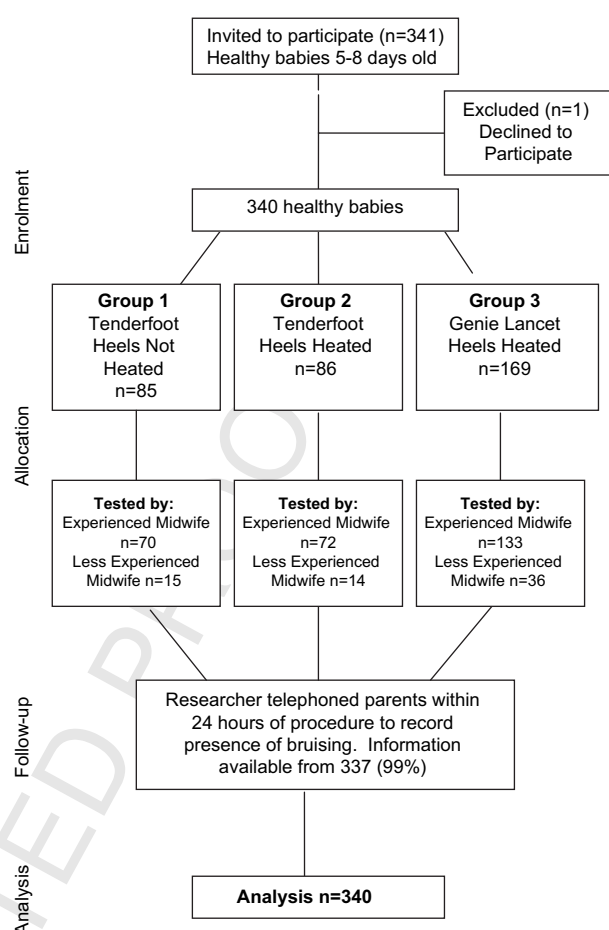 Invited to participate (n=341)
Healthy babies 5-8 days old
Excluded (n=1)
Declined to
Participate
Enrolment
340 healthy babies
Group 1
Tenderfoot
Heels Not
Heated
n=85
Group 2
Tenderfoot
Heels Heated
n=86
Group 3
Genie Lancet
Heels Heated
n=169
Allocation
Tested by:
Experienced Midwife
n=70
Less Experienced
Midwife n=15
Tested by:
Experienced Midwife
n=72
Less Experienced
Midwife n=14
Tested by:
Experienced Midwife
n=133
Less Experienced
Midwife n=36
Follow-up
Researcher telephoned parents within
24 hours of procedure to record
presence of bruising. Information
available from 337 (99%)
Analysis
Analysis n=340
TED PRO